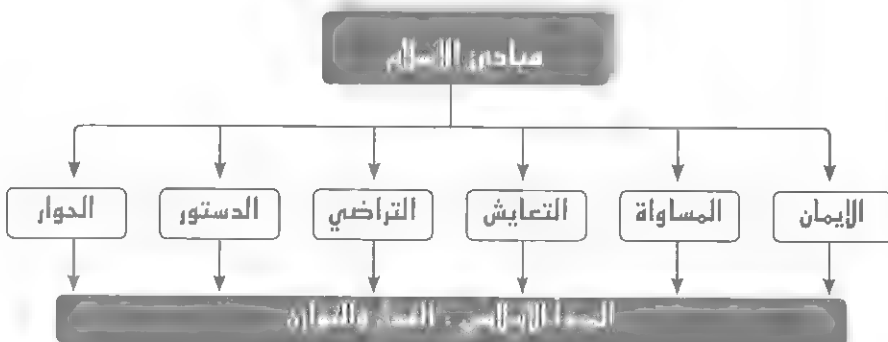 مبادئ الإسلام
الإيمان
المساواة
التعايش
التراضي
الدستور
الحوار